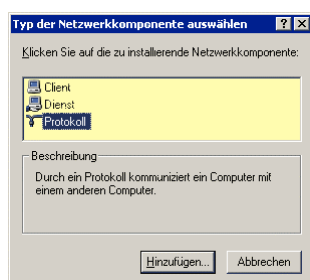 Typ der Netzwerkkomponente auswählen
Klicken Sie auf die zu installierende Netzwerkkomponente:
Client
Dienst
Protokoll
Beschreibung
Durch ein Protokoll kommuniziert ein Computer mit
einem anderen Computer.
Hinzufügen... Abbrechen